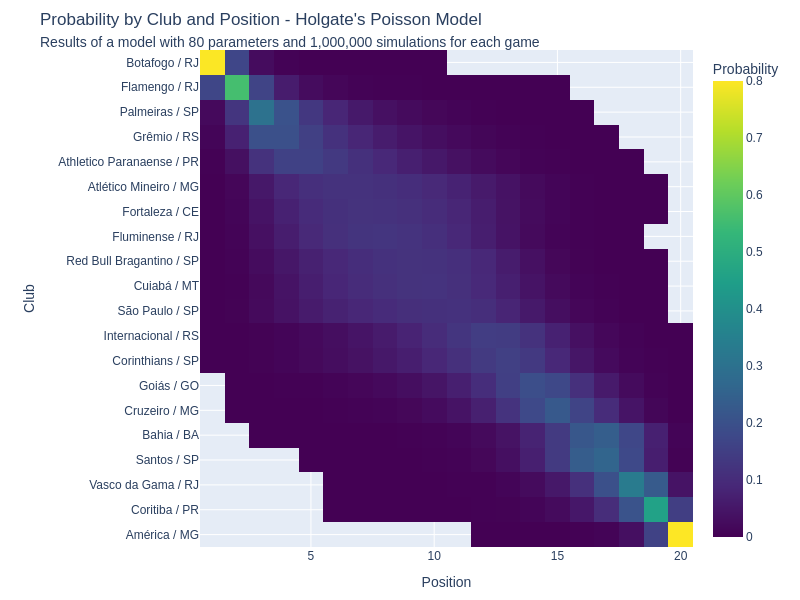 Probability by Club and Position - Holgate's Poisson Model
Results of a model with 80 parameters and 1,000,000 simulations for each game
Probability
Botafogo / RJ
Flamengo / RJ
Palmeiras / SP
Grêmio / RS
Athletico Paranaense / PR
Atlético Mineiro / MG
Fortaleza / CE
Fluminense / RJ
Red Bull Bragantino / SP
Cuiabá / MT
São Paulo / SP
Internacional / RS
Corinthians / SP
Goiás / GO
Cruzeiro / MG
Bahia / BA
Santos / SP
Vasco da Gama / RJ
Coritiba / PR
América / MG
Club
5
10
15
20
Position
0.8
0.7
0.6
0.5
0.4
0.3
0.2
0.1
0